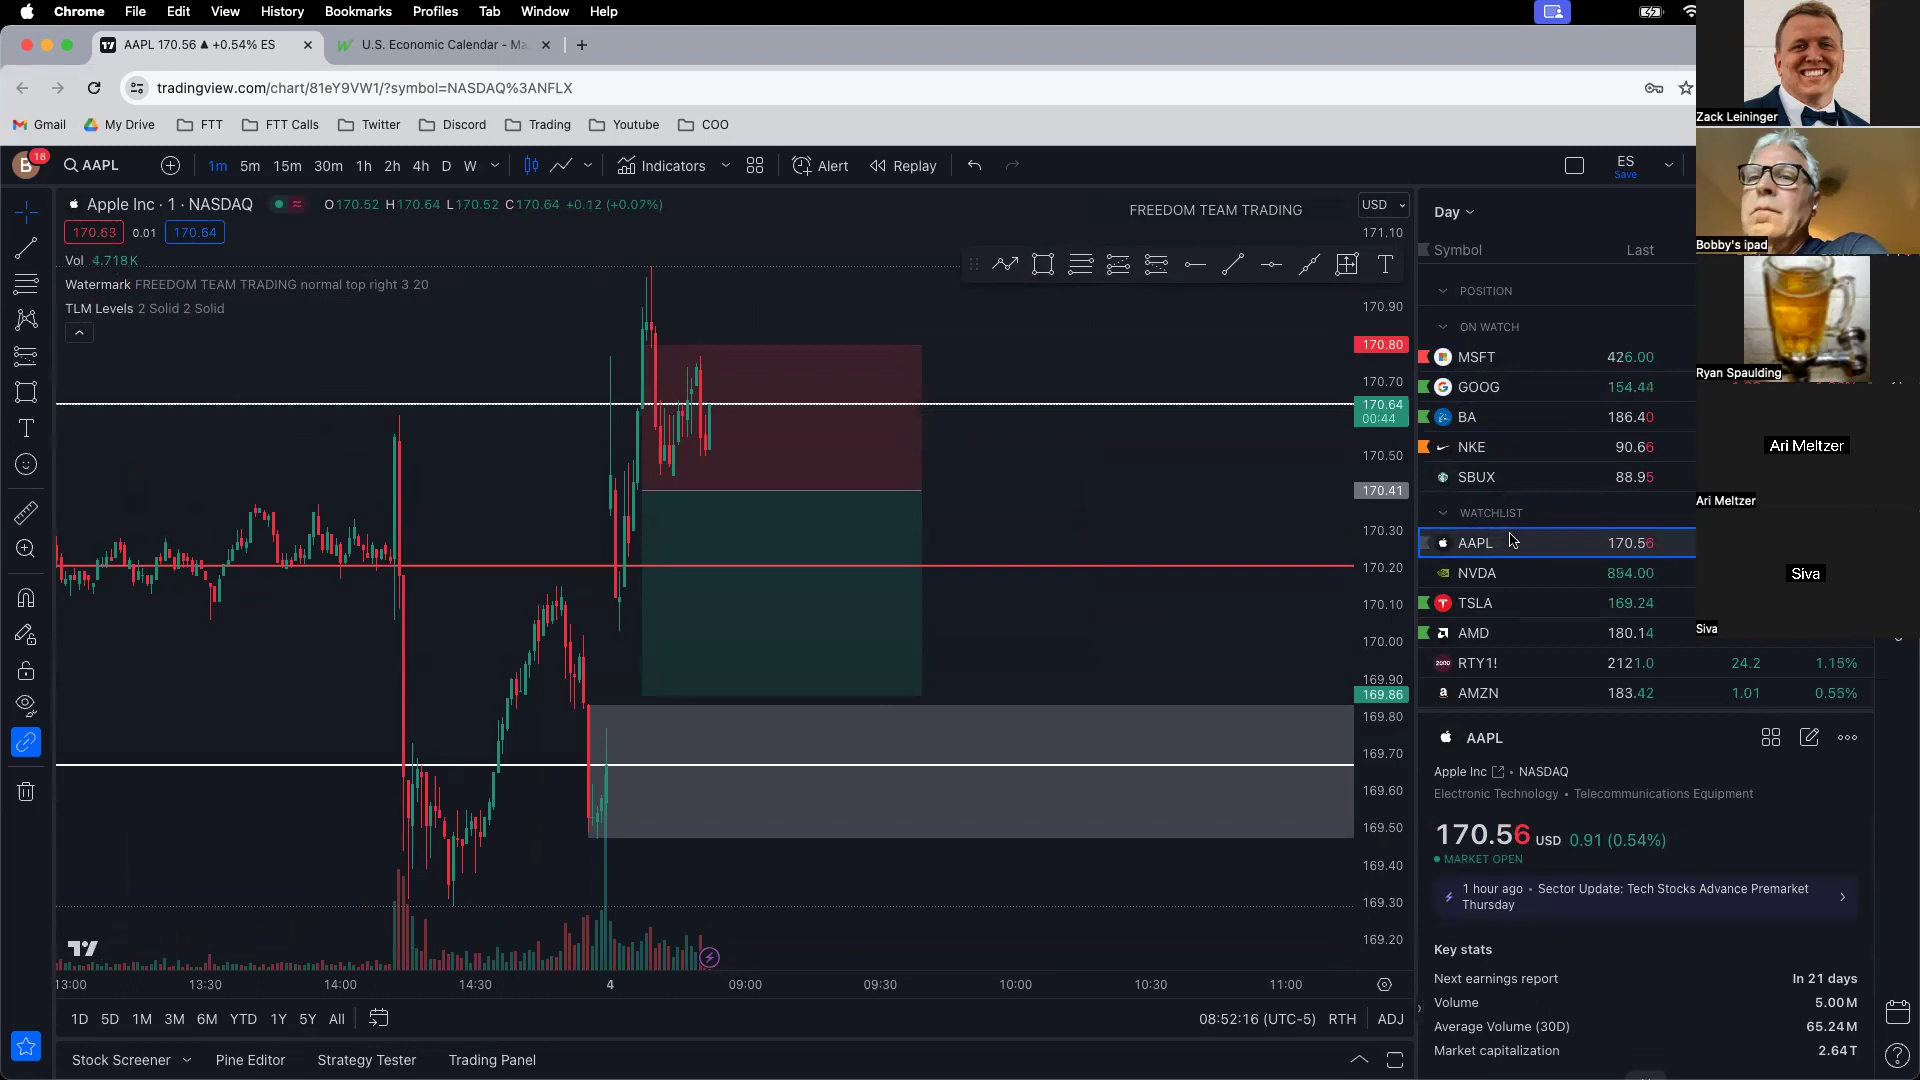 Chrome File Edit View History Bookmarks Profiles Tab Window Help
AAPL 170.56 ▲ +0.54% ES
U.S. Economic Calendar - Ma
tradingview.com/chart/81eY9VW1/?symbol=NASDAQ%3ANFLX
Gmail My Drive FTT FTT Calls Twitter Discord Trading Youtube COO
B 18 AAPL 1m 5m 15m 30m 1h 2h 4h D W Indicators Alert Replay ES
Save
Apple Inc · 1 · NASDAQ O170.52 H170.64 L170.52 C170.64 +0.12 (+0.07%)
FREEDOM TEAM TRADING
USD
170.63 0.01 170.64
Vol 4.718K
Watermark FREEDOM TEAM TRADING normal top right 3 20
TLM Levels 2 Solid 2 Solid
171.10
170.90
170.80
170.70
170.64
00:44
170.50
170.41
170.30
170.20
170.10
170.00
169.90
169.86
169.80
169.70
169.60
169.50
169.40
169.30
169.20
13:00 13:30 14:00 14:30 4 09:00 09:30 10:00 10:30 11:00
1D 5D 1M 3M 6M YTD 1Y 5Y All
08:52:16 (UTC-5) RTH ADJ
Stock Screener Pine Editor Strategy Tester Trading Panel
Day
Symbol Last
POSITION
ON WATCH
MSFT 426.00
GOOG 154.44
BA 186.40
NKE 90.66
SBUX 88.95
WATCHLIST
AAPL 170.56
NVDA 894.00
TSLA 169.24
AMD 180.14
2000 RTY1! 2121.0 24.2 1.15%
AMZN 183.42 1.01 0.55%
AAPL
Apple Inc • NASDAQ
Electronic Technology • Telecommunications Equipment
170.56 USD 0.91 (0.54%)
MARKET OPEN
1 hour ago • Sector Update: Tech Stocks Advance Premarket
Thursday
Key stats
Next earnings report In 21 days
Volume 5.00M
Average Volume (30D) 65.24M
Market capitalization 2.64T
Zack Leininger
Bobby's ipad
Ryan Spaulding
Ari Meltzer
Ari Meltzer
Siva
Siva